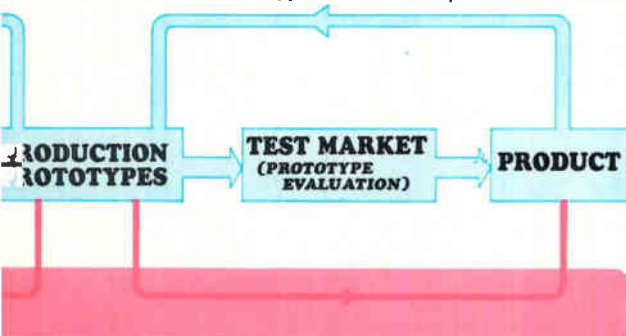 RODUCTION
ROTOTYPES
TEST MARKET
(PROTOTYPE
EVALUATION)
PRODUCT